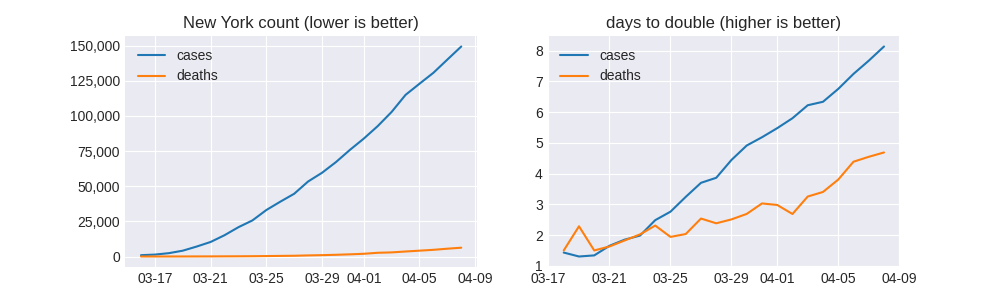 New York count (lower is better)
150,000
125,000
100,000
75,000
50,000
25,000
0
cases
deaths
03-17 03-21 03-25 03-29 04-01 04-05 04-09
days to double (higher is better)
8
7
6
5
4
3
2
1
cases
deaths
03-17 03-21 03-25 03-29 04-01 04-05 04-09